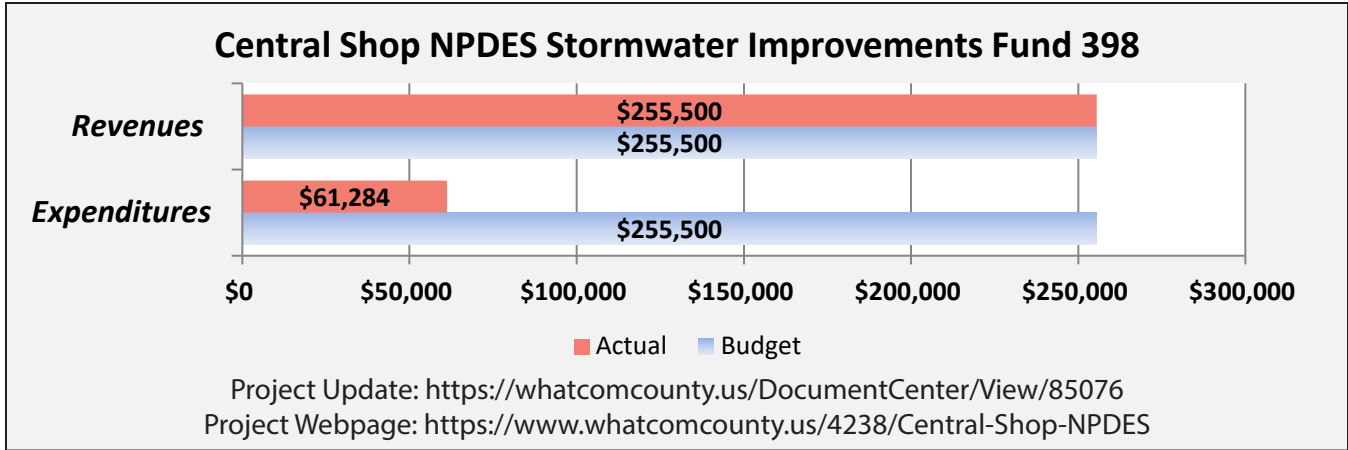 Central Shop NPDES Stormwater Improvements Fund 398
Revenues
$255,500
$255,500
Expenditures
$61,284
$255,500
$0 $50,000 $100,000 $150,000 $200,000 $250,000 $300,000
Actual Budget
Project Update: https://whatcomcounty.us/DocumentCenter/View/85076
Project Webpage: https://www.whatcomcounty.us/4238/Central-Shop-NPDES